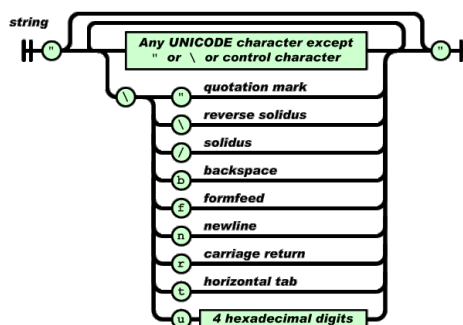 string
" Any UNICODE character except "
" or \ or control character
\ " quotation mark
\ reverse solidus
/ solidus
b backspace
f formfeed
n newline
r carriage return
t horizontal tab
u 4 hexadecimal digits